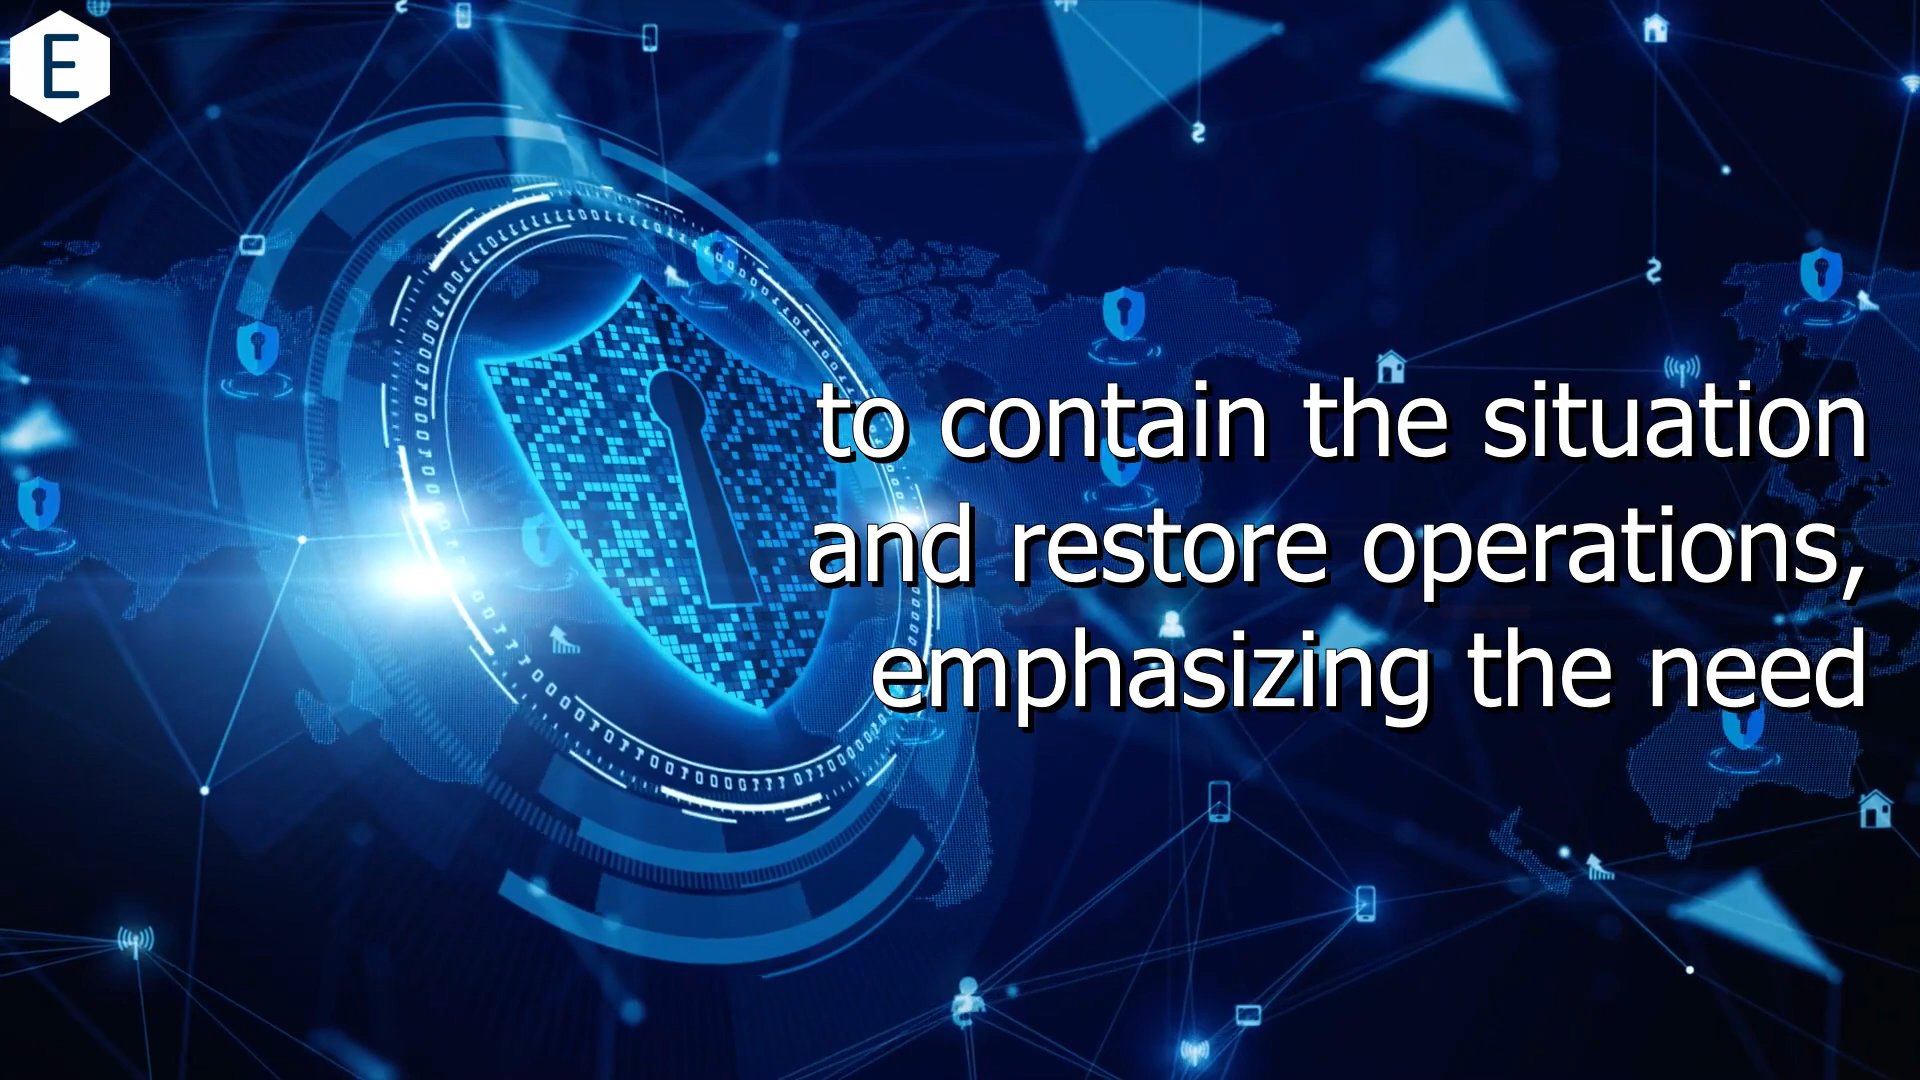 E
to contain the situation
and restore operations,
emphasizing the need